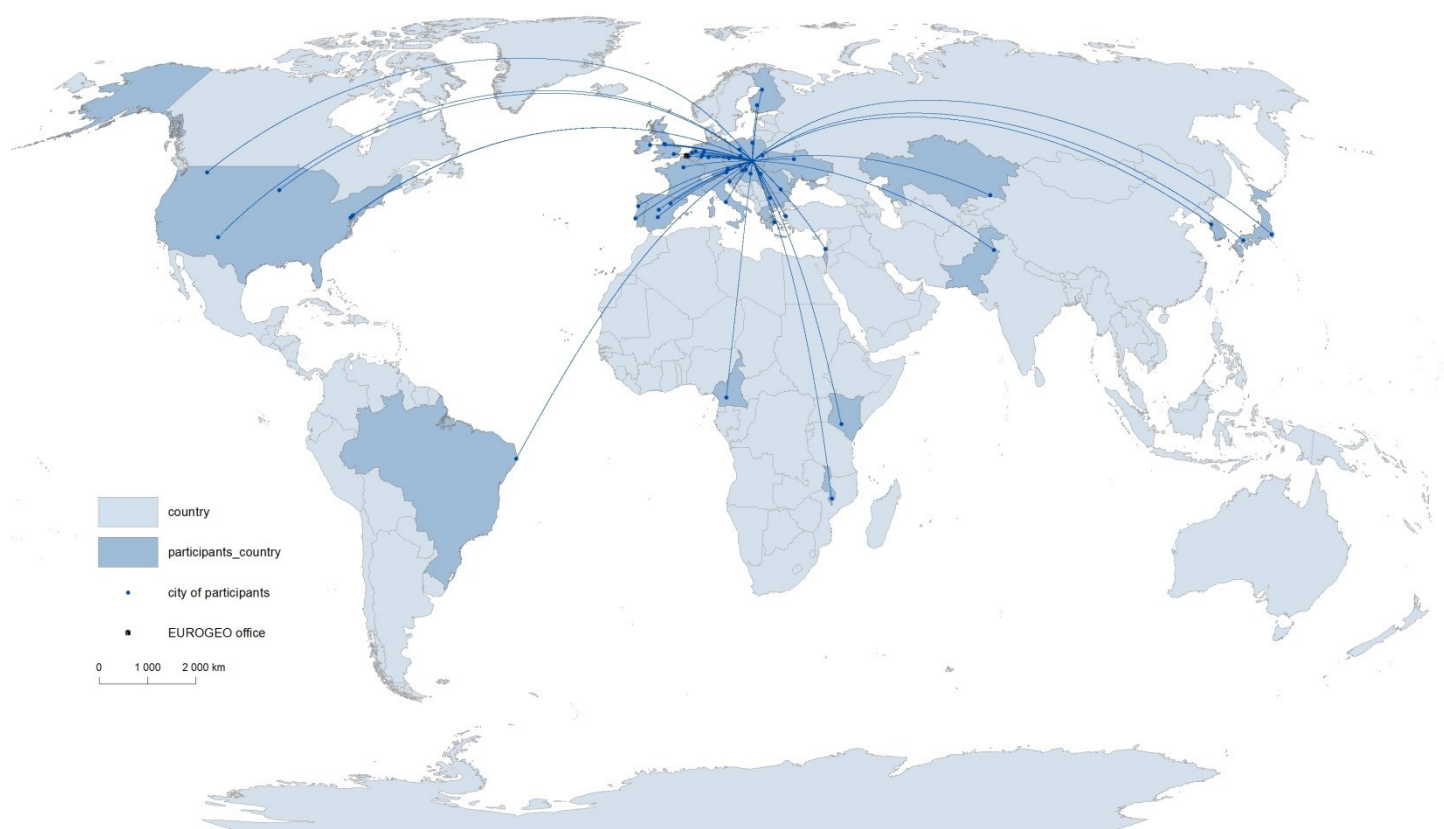 country
participants_country
city of participants
EUROGEO office
0 1 000 2 000 km